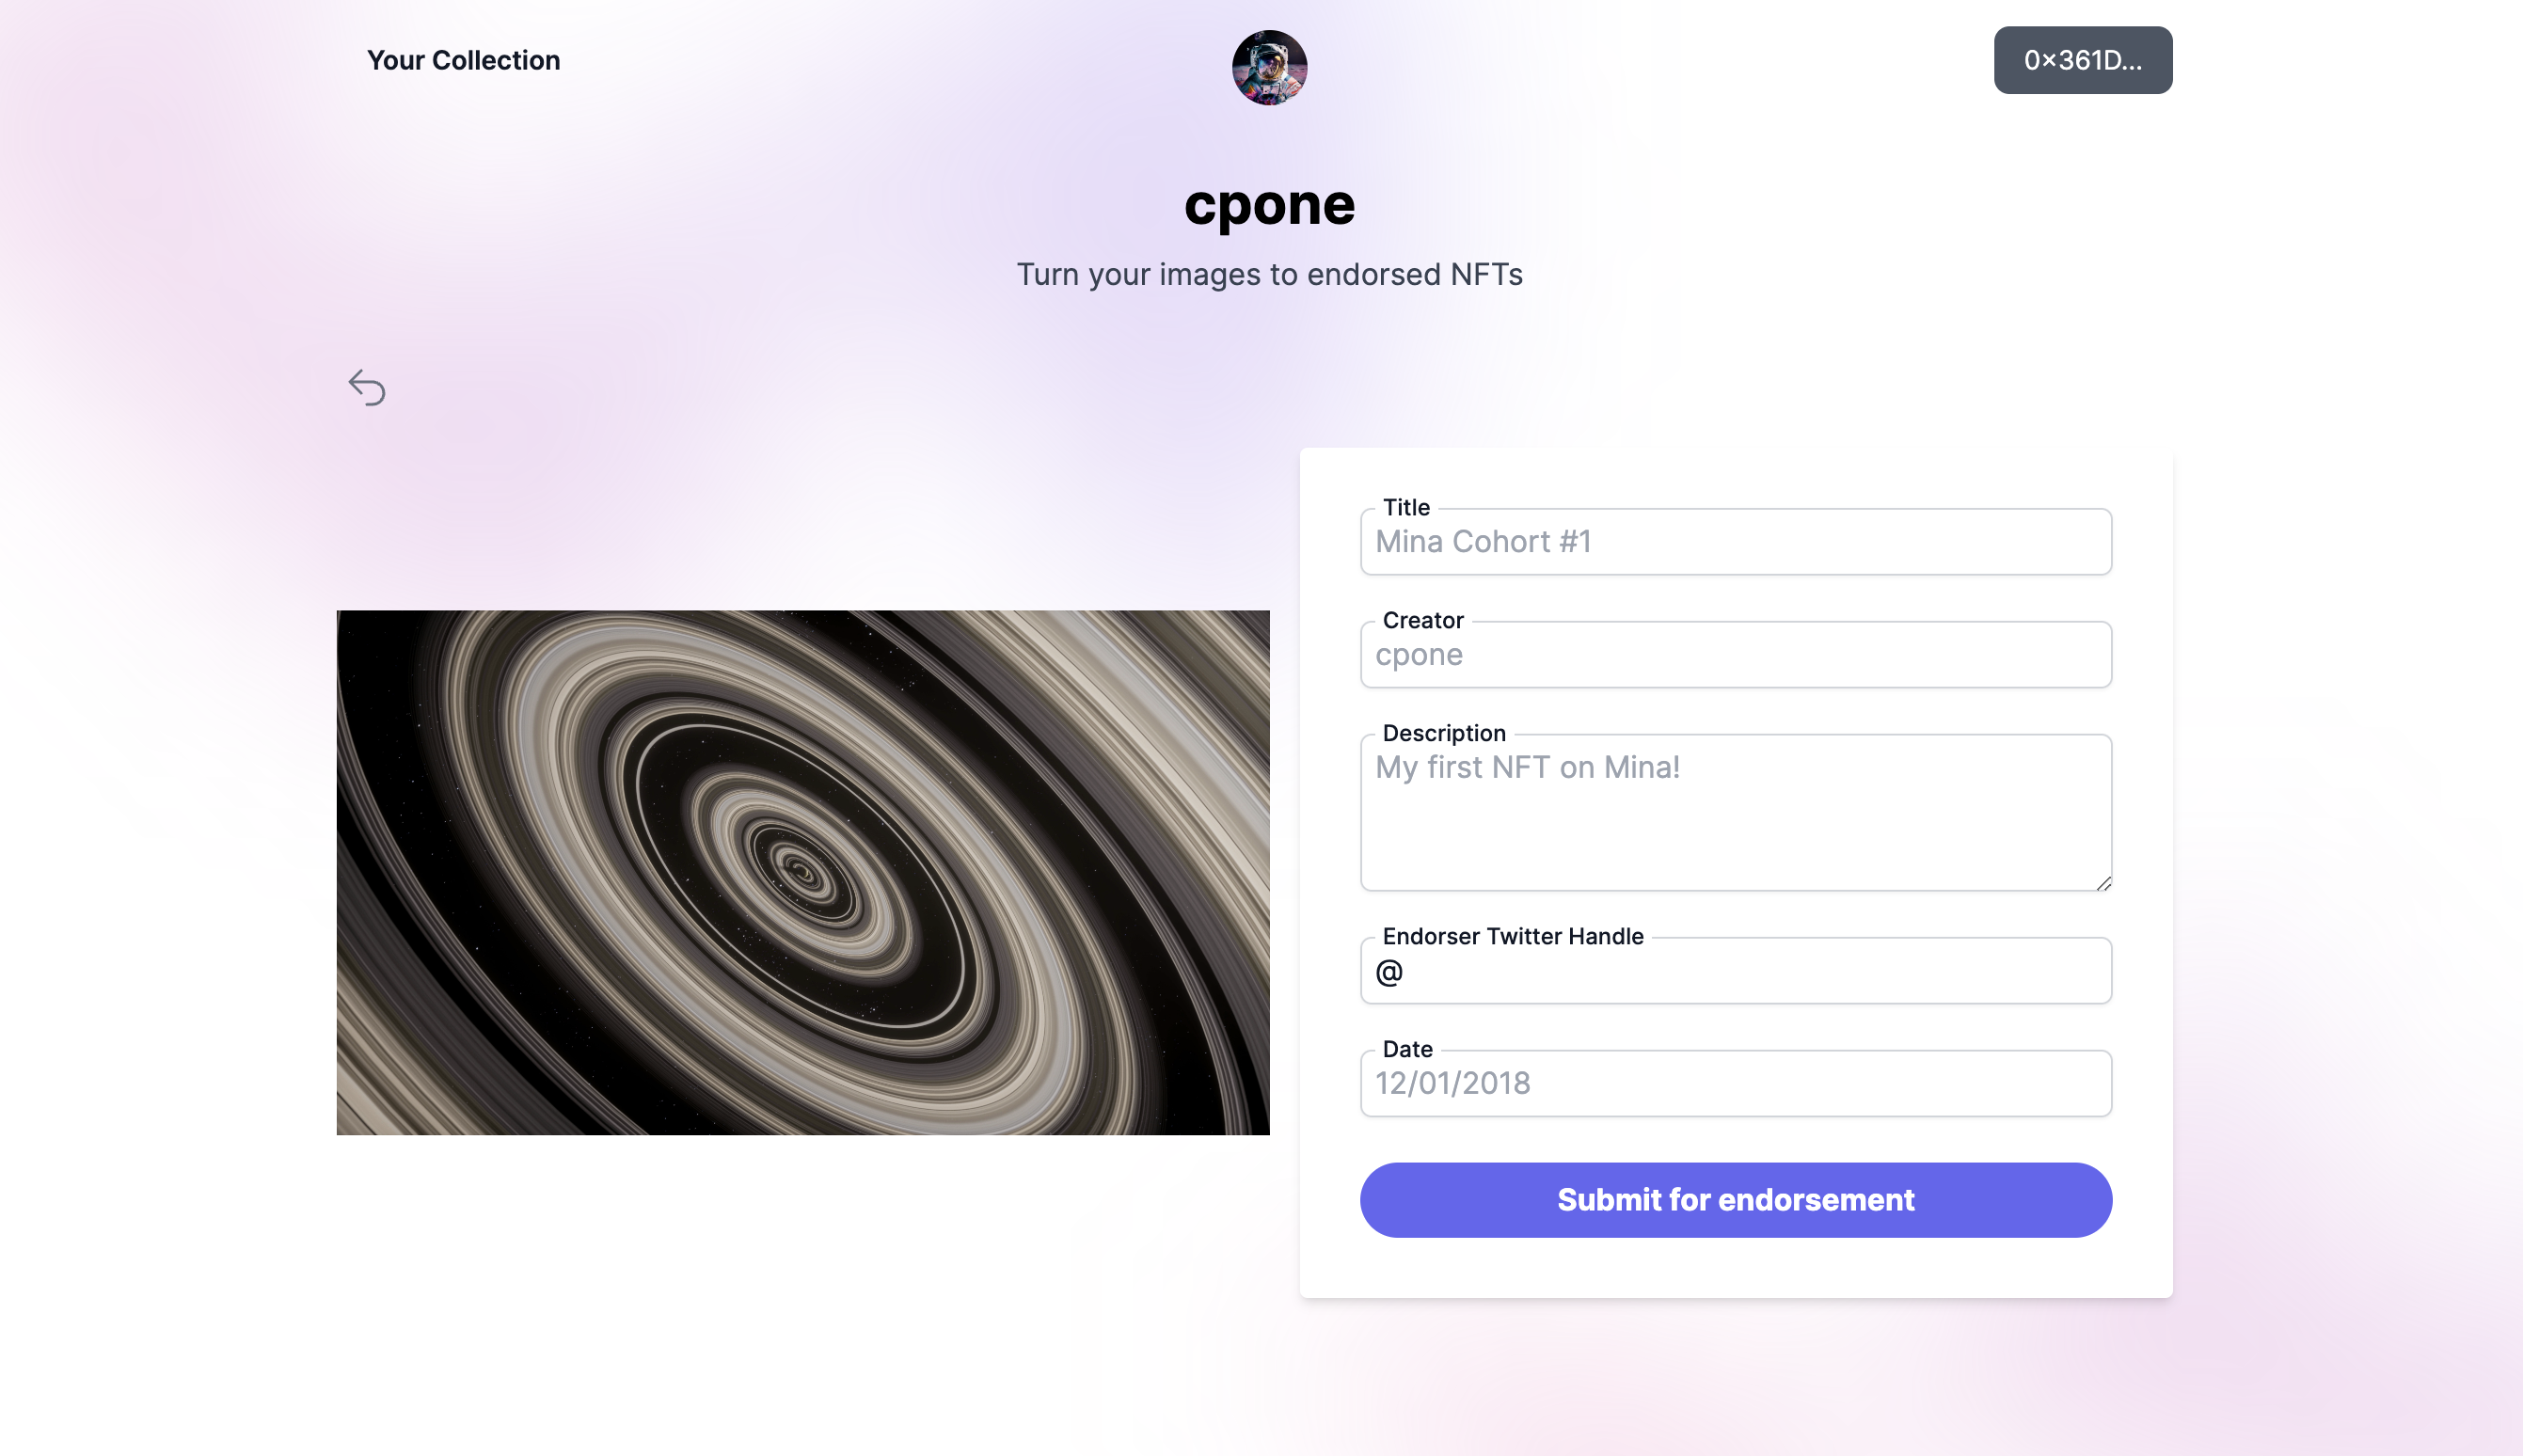 Your Collection
0×361D...
cpone
Turn your images to endorsed NFTs
Title
Mina Cohort #1
Creator
cpone
Description
My first NFT on Mina!
Endorser Twitter Handle
@
Date
12/01/2018
Submit for endorsement